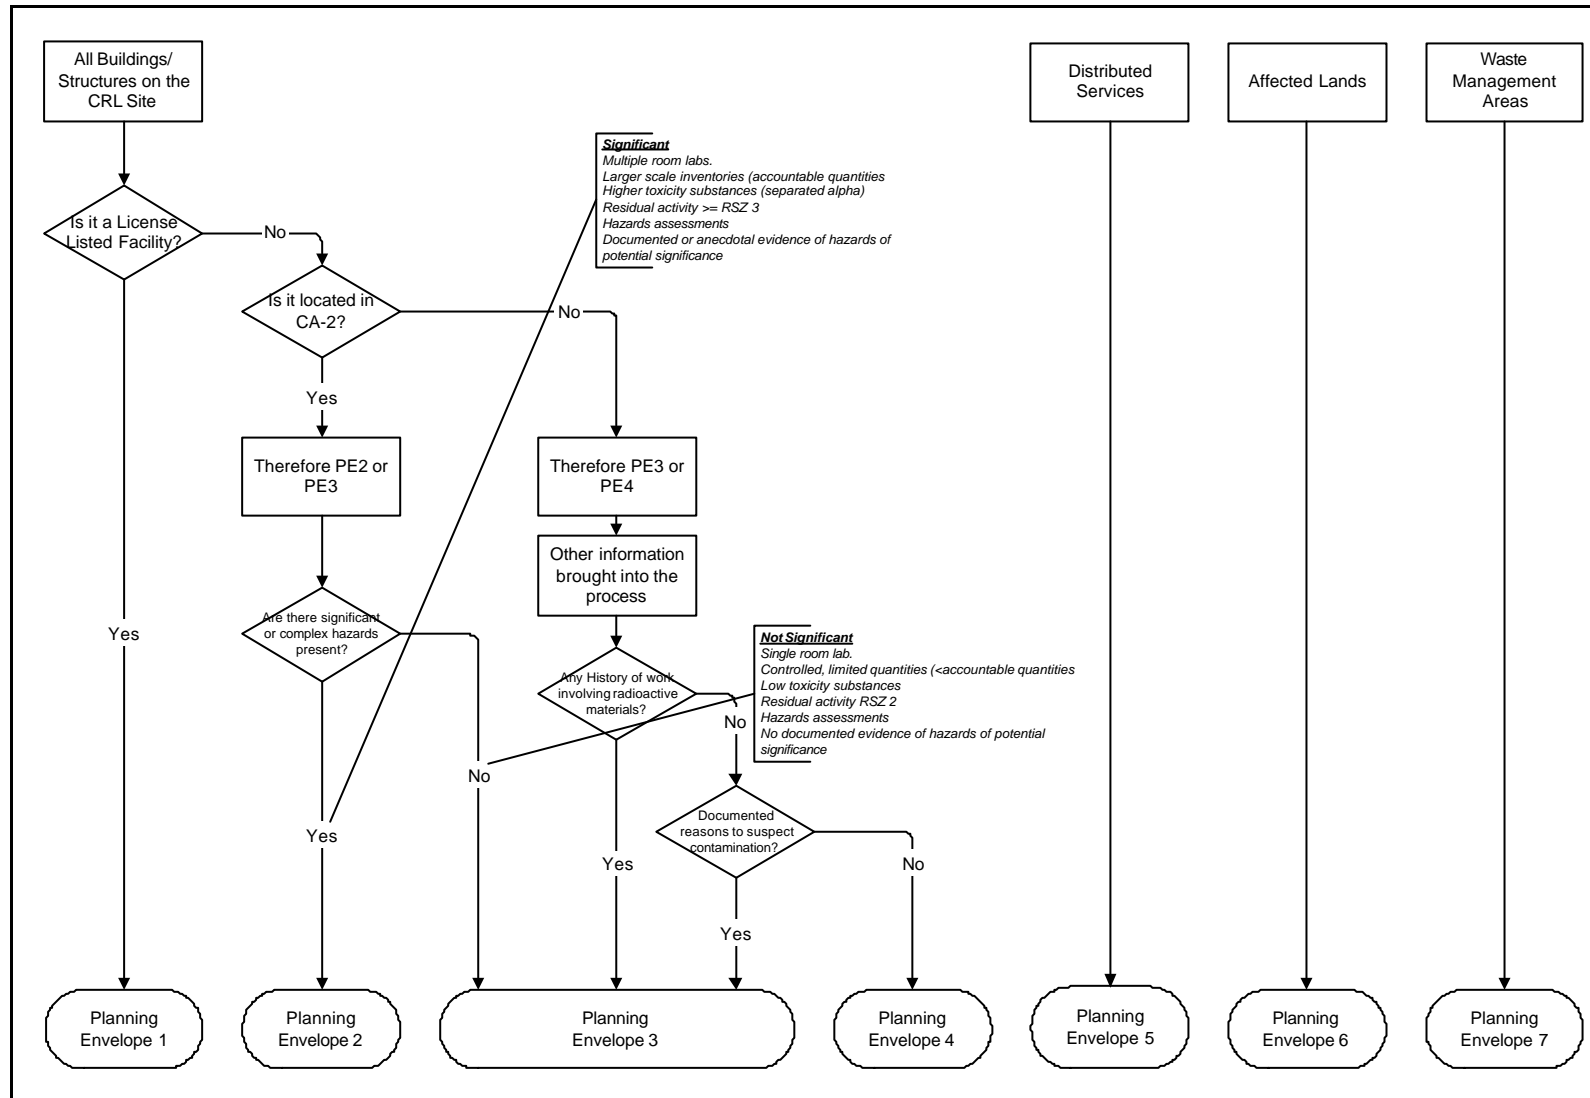 All Buildings/
Structures on the
CRL Site
Distributed
Services
Affected Lands
Waste
Management
Areas
Significant
Multiple room labs.
Larger scale inventories (accountable quantities
Higher toxicity substances (separated alpha)
Residual activity >= RSZ 3
Hazards assessments
Documented or anecdotal evidence of hazards of
potential significance
Is it a License
Listed Facility?
No
Is it located in
CA-2?
No
Yes
Therefore PE2 or
PE3
Therefore PE3 or
PE4
Other information
brought into the
process
Are there significant
or complex hazards
present?
Yes
Not Significant
Single room lab.
Controlled, limited quantities (<accountable quantities
Low toxicity substances
Residual activity RSZ 2
Hazards assessments
No documented evidence of hazards of potential
significance
Any History of work
involving radioactive
materials?
No
No
Documented
reasons to suspect
contamination?
Yes
Yes
No
Yes
Planning
Envelope 1
Planning
Envelope 2
Planning
Envelope 3
Planning
Envelope 4
Planning
Envelope 5
Planning
Envelope 6
Planning
Envelope 7